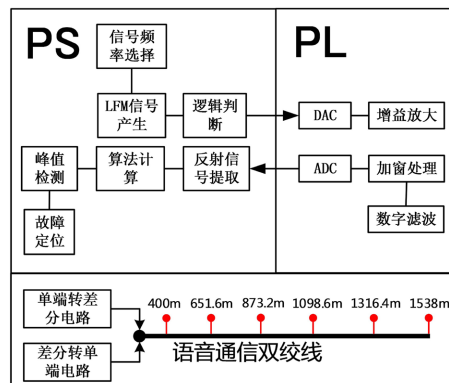 PS
信号频
率选择
LFM信号
产生
逻辑判
断
峰值
检测
算法计
算
反射信
号提取
故障
定位
PL
DAC
增益放大
ADC
加窗处理
数字滤波
单端转差
分电路
差分转单
端电路
400m 651.6m 873.2m 1098.6m 1316.4m 1538m
语音通信双绞线